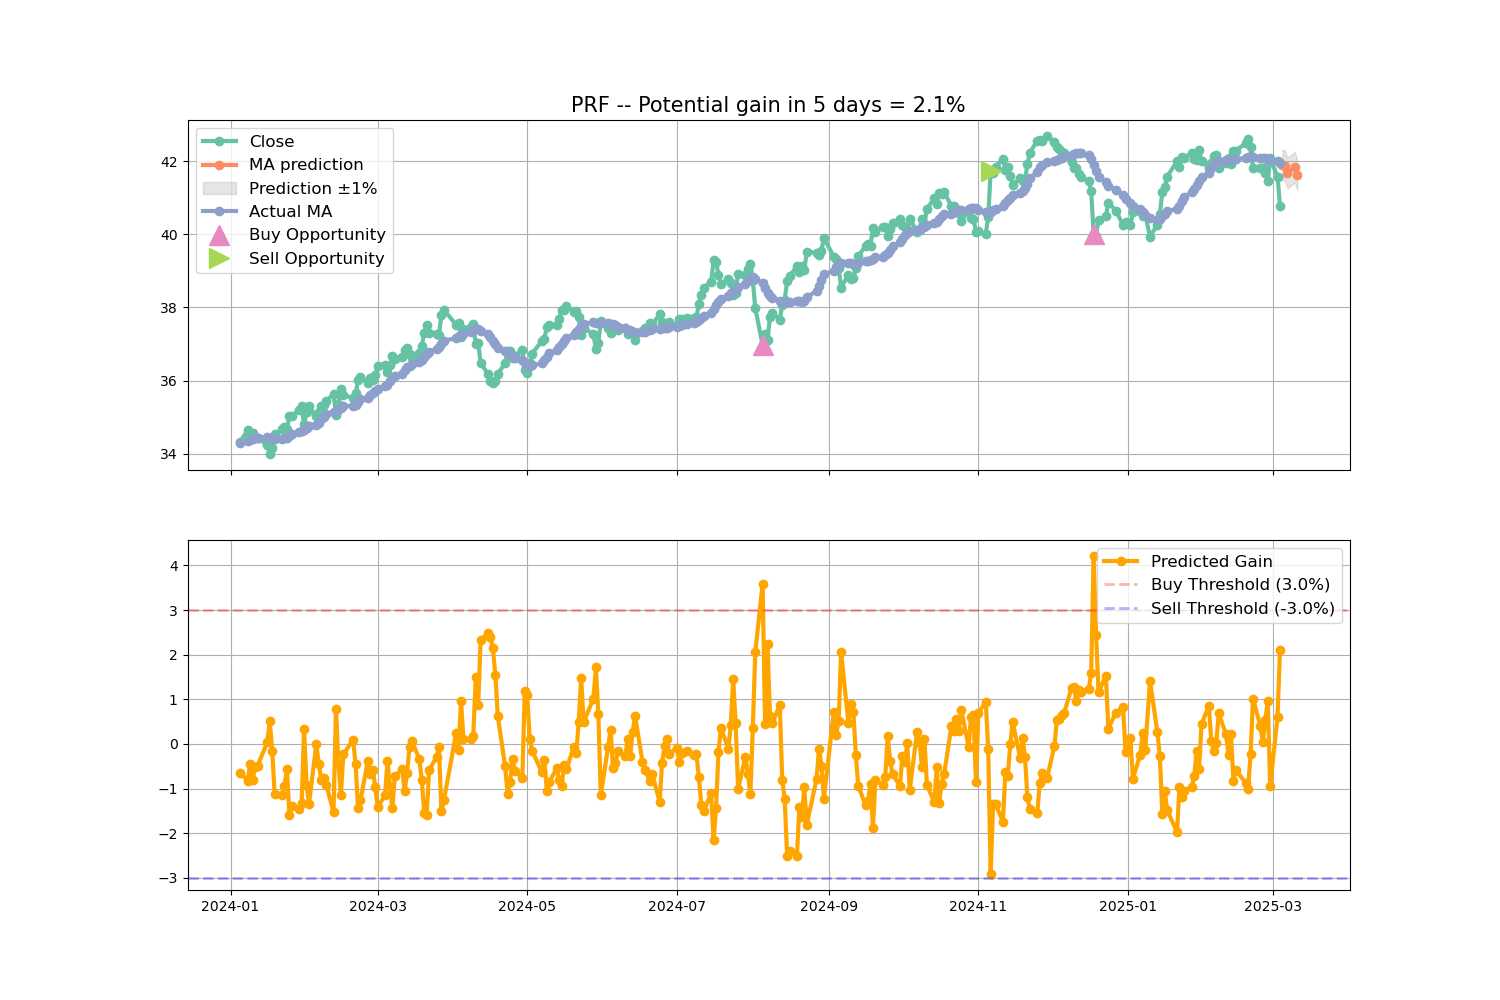 PRF -- Potential gain in 5 days = 2.1%
Close
MA prediction
Prediction ±1%
Actual MA
Buy Opportunity
Sell Opportunity
42
40
38
36
34
Predicted Gain
Buy Threshold (3.0%)
Sell Threshold (-3.0%)
4
3
2
1
0
−1
−2
−3
2024-01
2024-03
2024-05
2024-07
2024-09
2024-11
2025-01
2025-03